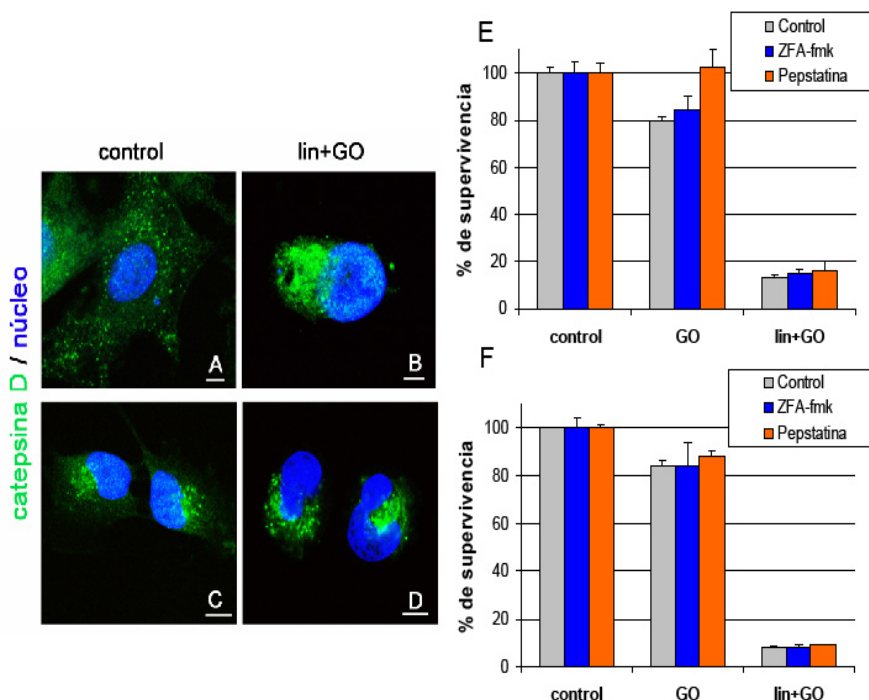 control
lin+GO
catepsina D / núcleo
A
B
C
D
E
Control
ZFA-fmk
Pepstatina
% de supervivencia
100
80
60
40
20
0
control
GO
lin+GO
F
Control
ZFA-fmk
Pepstatina
% de supervivencia
100
80
60
40
20
0
control
GO
lin+GO